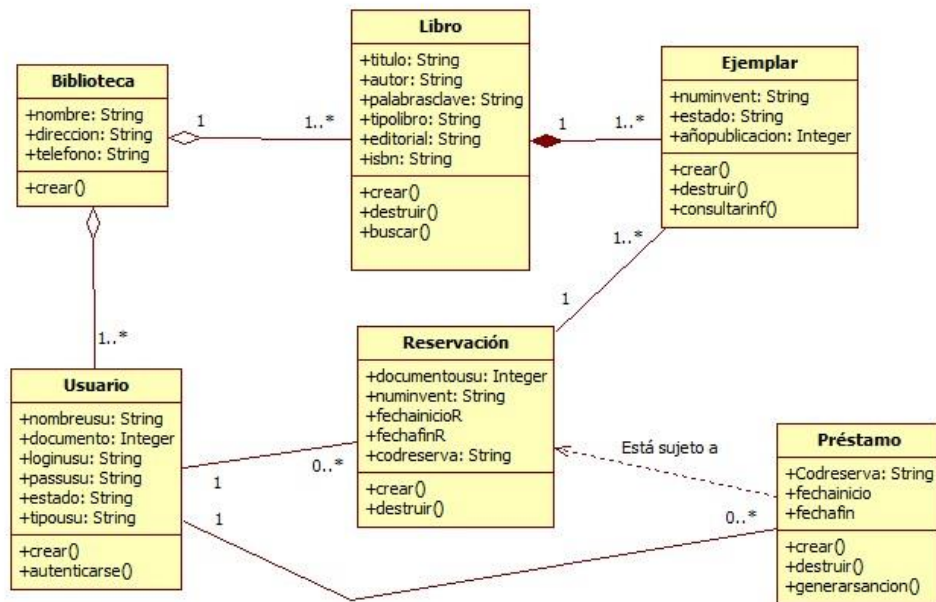 Biblioteca
+nombre: String
+direccion: String
+telefono: String
+crear()
1
1..*
Libro
+titulo: String
+autor: String
+palabrasclave: String
+tipolibro: String
+editorial: String
+isbn: String
+crear()
+destruir()
+buscar()
1
1..*
Ejemplar
+numinvent: String
+estado: String
+añopublicacion: Integer
+crear()
+destruir()
+consultarinf()
1..*
1
1..*
Usuario
+nombreusu: String
+documento: Integer
+loginusu: String
+passusu: String
+estado: String
+tipousu: String
+crear()
+autenticarse()
1
0..*
1
Reservación
+documentousu: Integer
+numinvent: String
+fechainicioR
+fechafinR
+codreserva: String
+crear()
+destruir()
Está sujeto a
0..*
Préstamo
+Codreserva: String
+fechainicio
+fechafin
+crear()
+destruir()
+generarsancion()